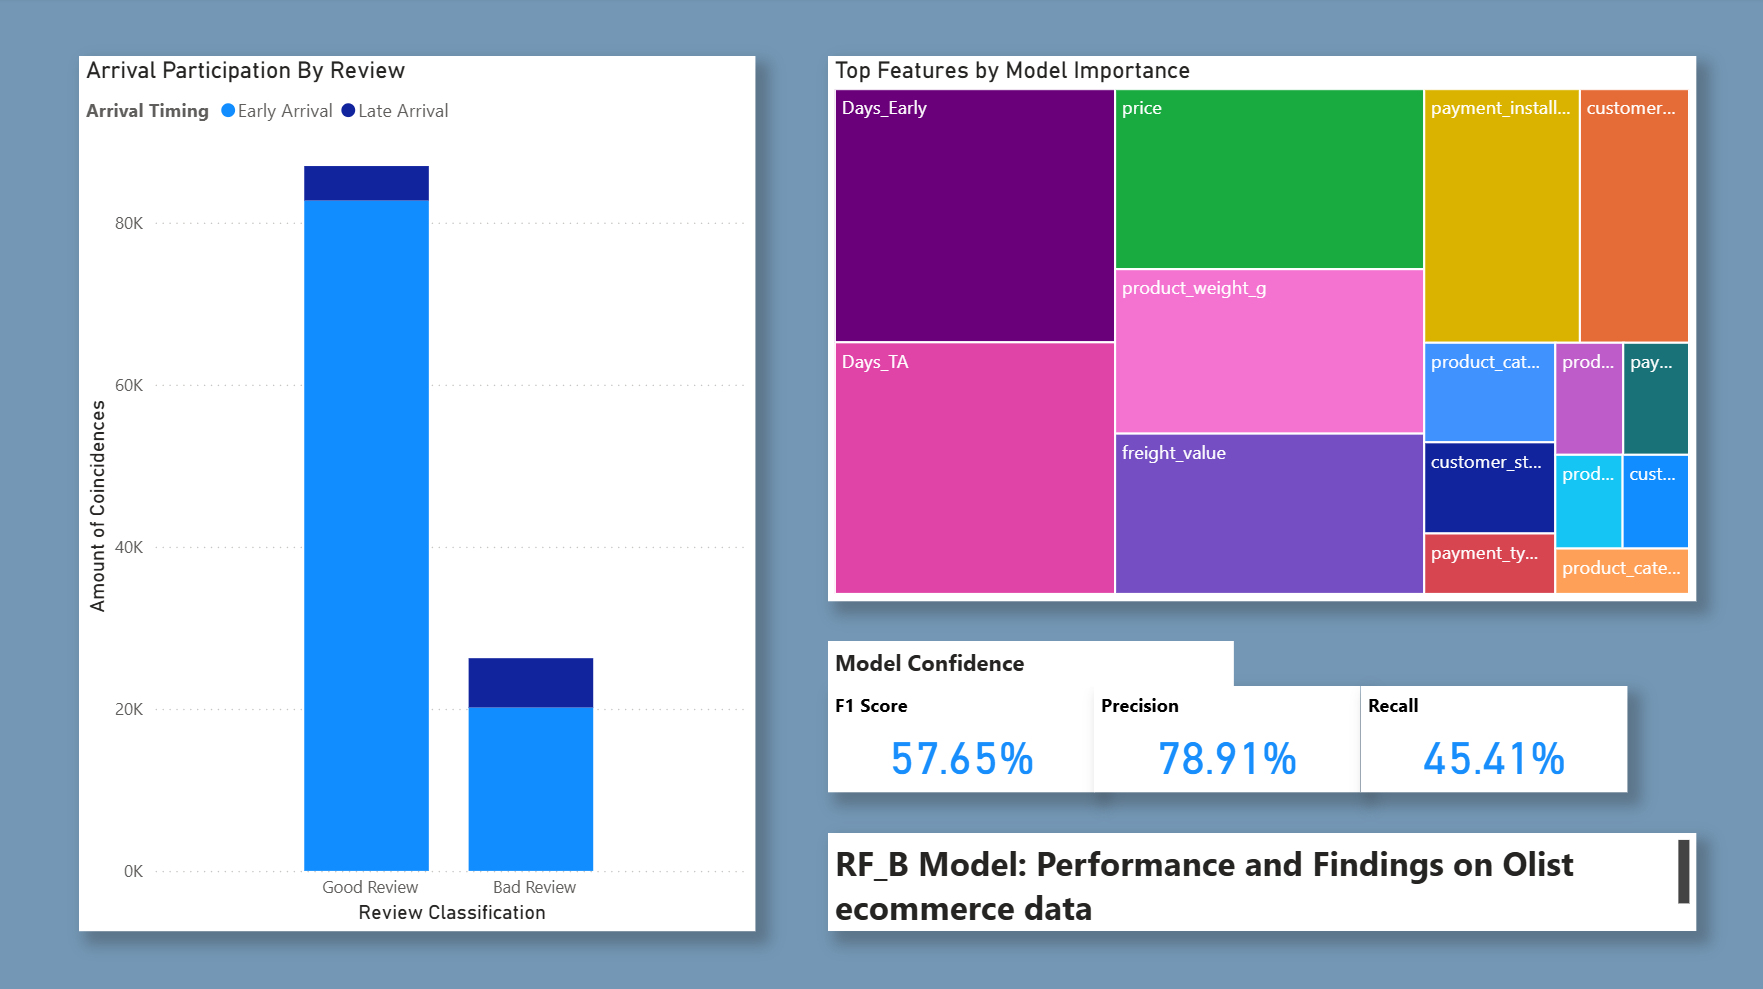 Arrival Participation By Review
Arrival Timing Early Arrival Late Arrival
80K
60K
40K
20K
0K
Amount of Coincidences
Good Review Bad Review
Review Classification
Top Features by Model Importance
Days_Early
price
payment_install...
customer...
product_weight_g
Days_TA
product_cat...
prod...
pay...
freight_value
customer_st...
prod...
cust...
payment_ty...
product_cate...
Model Confidence
F1 Score
57.65%
Precision
78.91%
Recall
45.41%
RF_B Model: Performance and Findings on Olist
ecommerce data